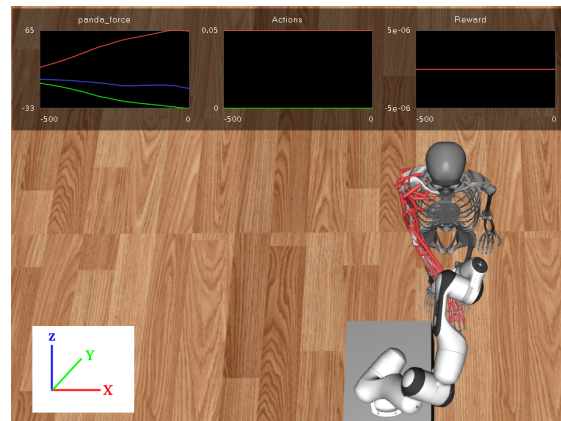 panda_force
Actions
Reward
65
0.05
5e-06
-33
0
-5e-06
-500
0
-500
0
-500
0
Z
Y
X